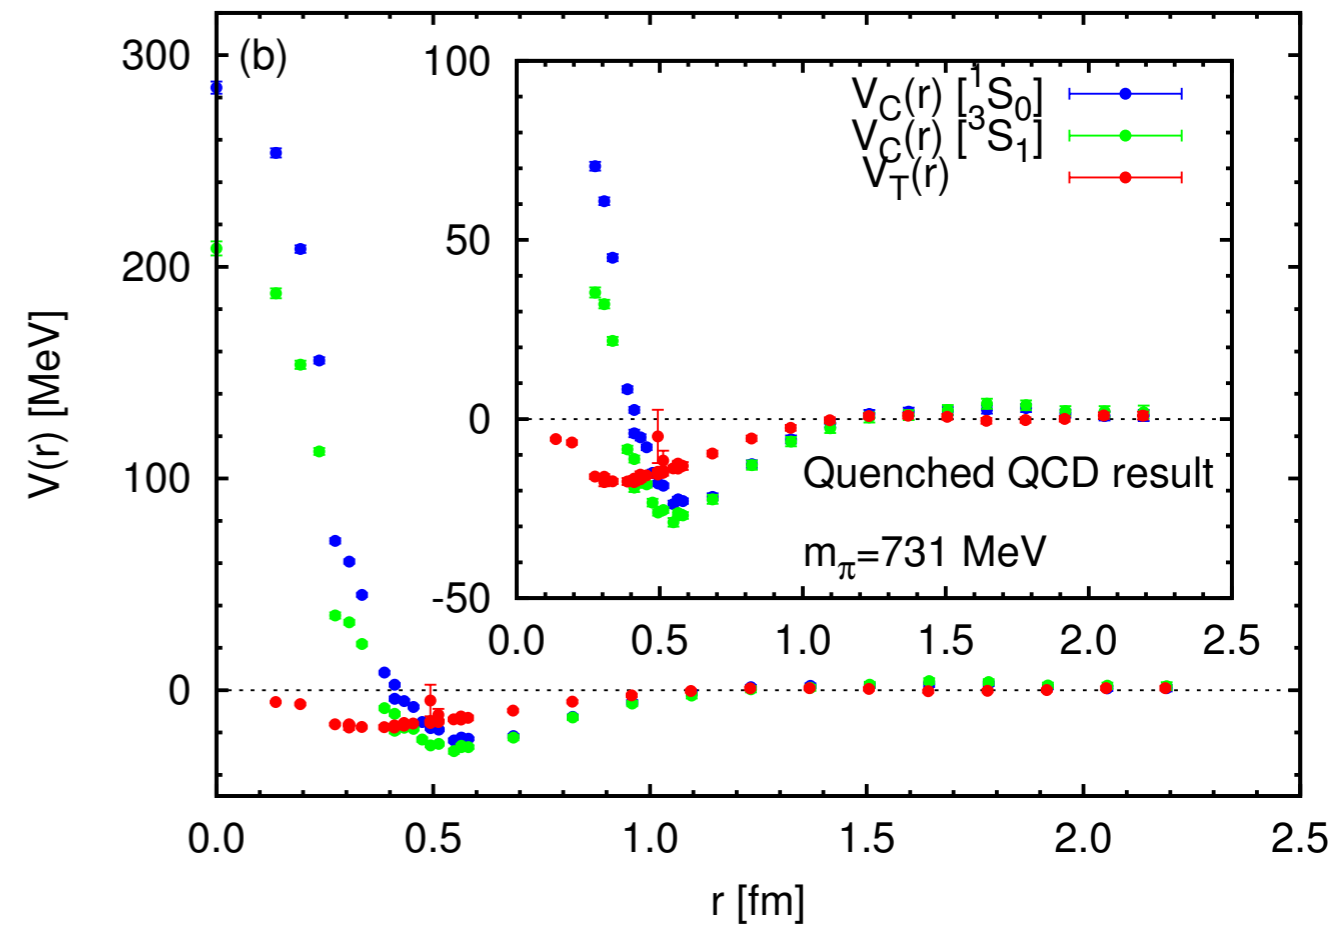 (b)
V(r) [MeV]
300
200
100
0
0.0 0.5 1.0 1.5 2.0 2.5
r [fm]
100
50
0
-50
0.0 0.5 1.0 1.5 2.0 2.5
V_C(r) [^1S_0]
V_C(r) [^3S_1]
V_T(r)
Quenched QCD result
m_π=731 MeV